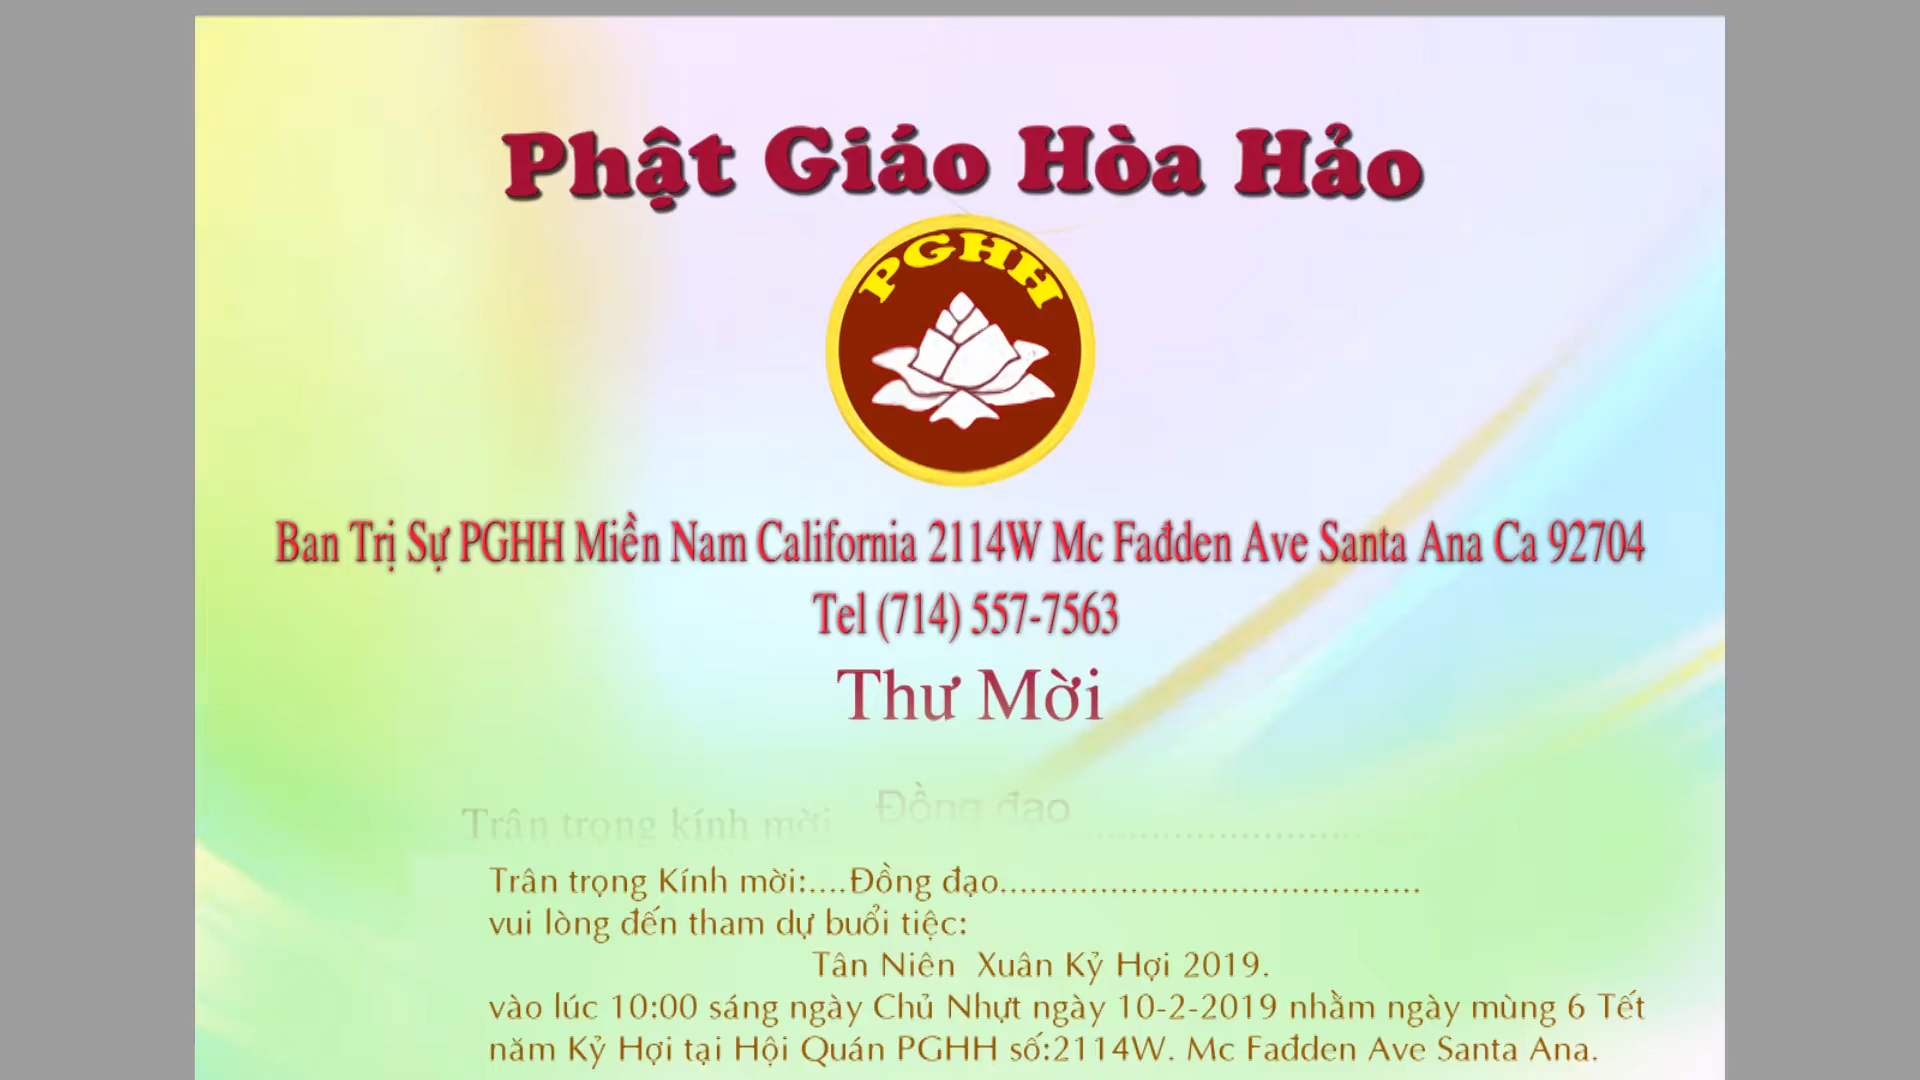 Phật Giáo Hòa Hảo
PGHH
Ban Trị Sự PGHH Miền Nam California 2114W Mc Fađden Ave Santa Ana Ca 92704
Tel (714) 557-7563
Thư Mời
Trân trọng kính mời Đồng đạo..........................
Trân trọng Kính mời:....Đồng đạo..........................................
vui lòng đến tham dự buổi tiệc:
Tân Niên Xuân Kỷ Hợi 2019.
vào lúc 10:00 sáng ngày Chủ Nhựt ngày 10-2-2019 nhằm ngày mùng 6 Tết
năm Kỷ Hợi tại Hội Quán PGHH số:2114W. Mc Fađden Ave Santa Ana.